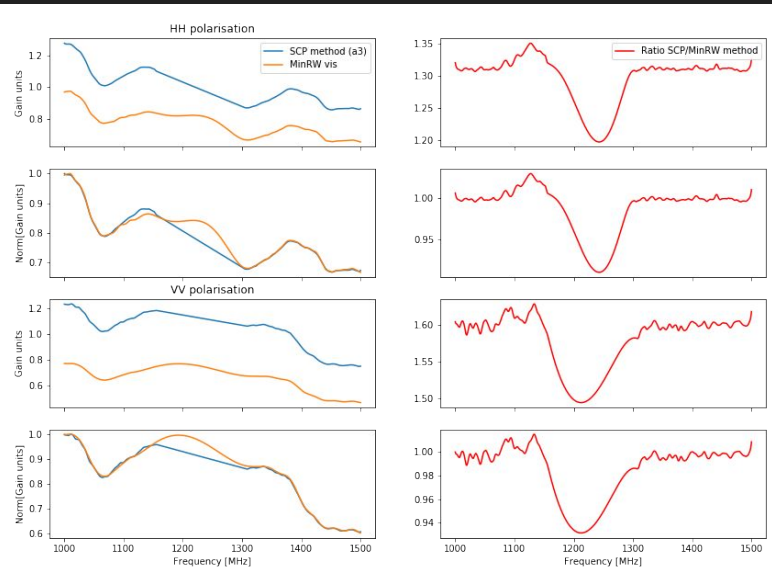 HH polarisation
Gain units
1.2
1.0
0.8
SCP method (a3)
MinRW vis
1.35
1.30
1.25
1.20
Ratio SCP/MinRW method
Norm[Gain units]
1.0
0.9
0.8
0.7
1.00
0.95
VV polarisation
Gain units
1.2
1.0
0.8
0.6
1.60
1.55
1.50
Norm[Gain units]
1.0
0.9
0.8
0.7
0.6
1.00
0.98
0.96
0.94
1000 1100 1200 1300 1400 1500
Frequency [MHz]
1000 1100 1200 1300 1400 1500
Frequency [MHz]